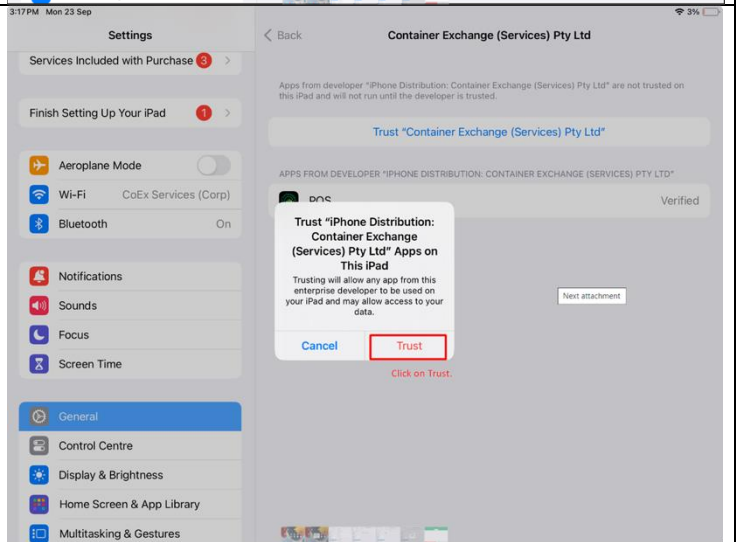 3:17 PM Mon 23 Sep
3%
Settings
Back
Container Exchange (Services) Pty Ltd
Services Included with Purchase 3
Apps from developer "iPhone Distribution: Container Exchange (Services) Pty Ltd" are not trusted on
this iPad and will not run until the developer is trusted.
Finish Setting Up Your iPad 1
Trust "Container Exchange (Services) Pty Ltd"
Aeroplane Mode
APPS FROM DEVELOPER "IPHONE DISTRIBUTION: CONTAINER EXCHANGE (SERVICES) PTY LTD"
Wi-Fi CoEx Services (Corp)
POS Verified
Bluetooth On
Trust "iPhone Distribution:
Container Exchange
(Services) Pty Ltd" Apps on
This iPad
Trusting will allow any app from this
enterprise developer to be used on
your iPad and may allow access to your
data.
Cancel
Trust
Click on Trust.
Next attachment
Notifications
Sounds
Focus
Screen Time
General
Control Centre
Display & Brightness
Home Screen & App Library
Multitasking & Gestures